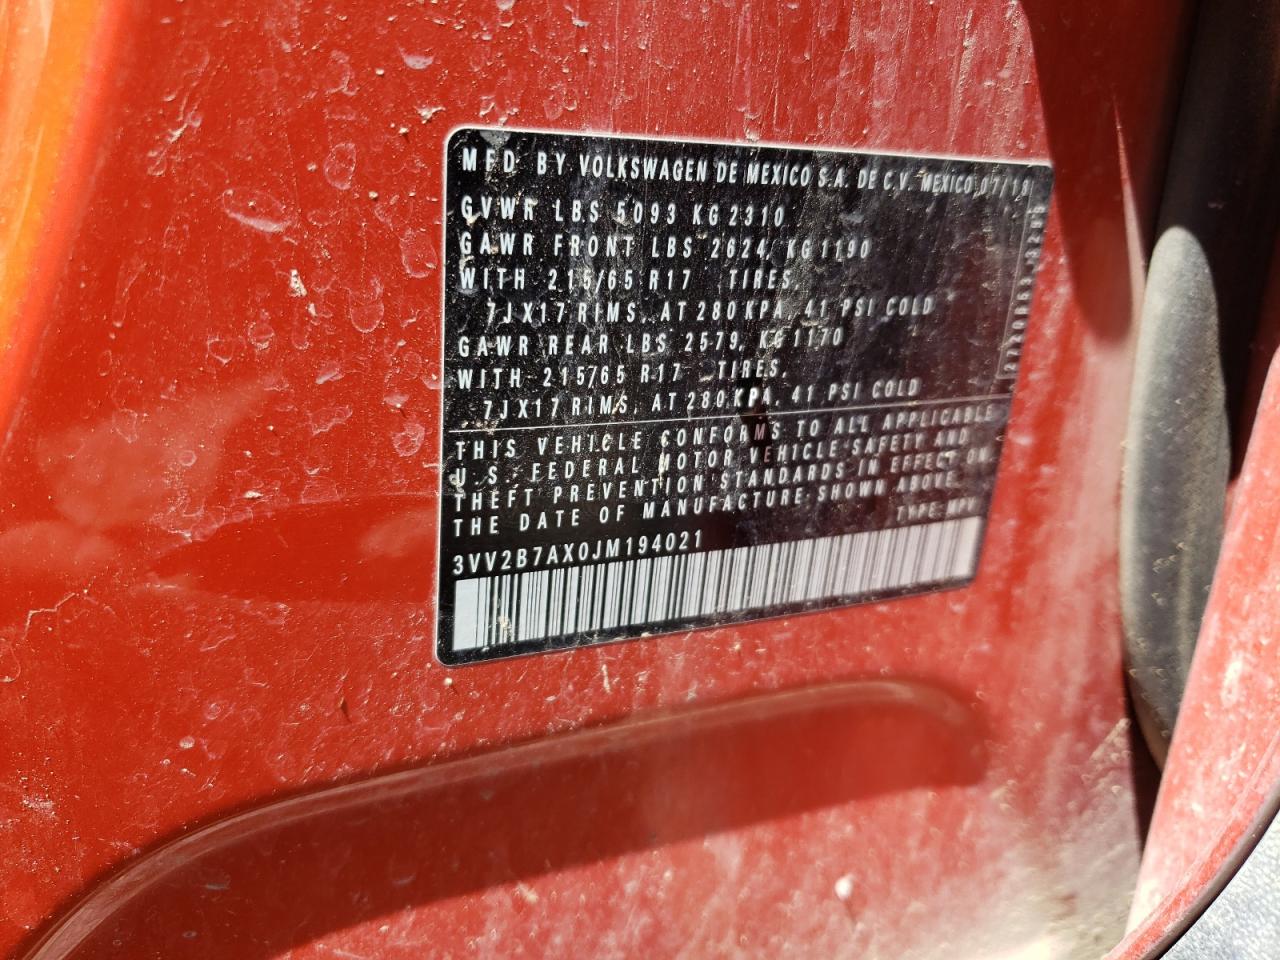 MFD BY VOLKSWAGEN DE MEXICO S.A. DE C.V. MEXICO 07/18
GVWR LBS 5093 KG 2310
GAWR FRONT LBS 2624, KG 1190
WITH 215/65 R17 TIRES,
7JX17 RIMS, AT 280 KPA, 41 PSI COLD
GAWR REAR LBS 2579, KG 1170
WITH 215/65 R17 TIRES,
7JX17 RIMS, AT 280 KPA, 41 PSI COLD
THIS VEHICLE CONFORMS TO ALL APPLICABLE
U.S. FEDERAL MOTOR VEHICLE SAFETY AND
THEFT PREVENTION STANDARDS IN EFFECT ON
THE DATE OF MANUFACTURE SHOWN ABOVE.
TYPE: MPV
3VV2B7AX0JM194021